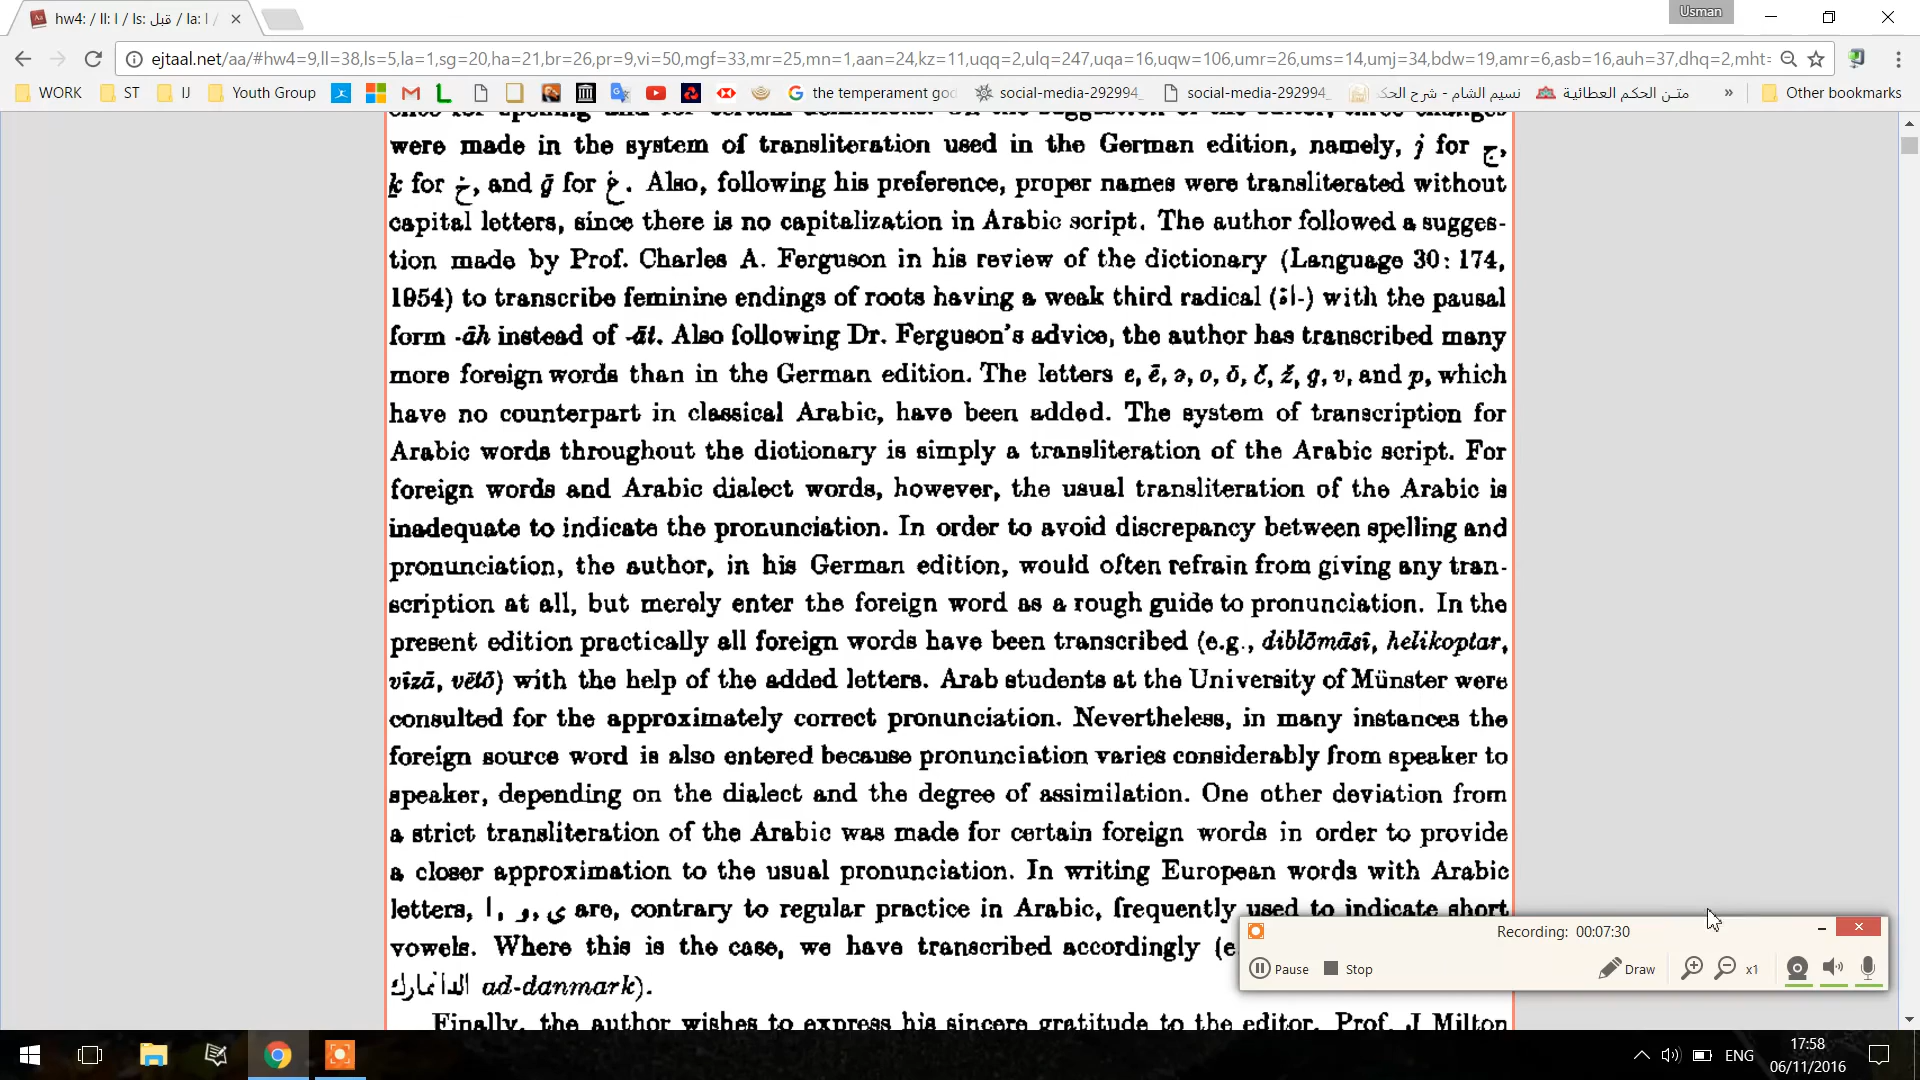 hw4: / ll: ا / ls: قبل / la: ا /
Usman
ejtaal.net/aa/#hw4=9,ll=38,ls=5,la=1,sg=20,ha=21,br=26,pr=9,vi=50,mgf=33,mr=25,mn=1,aan=24,kz=11,uqq=2,ulq=247,uqa=16,uqw=106,umr=26,ums=14,umj=34,bdw=19,amr=6,asb=16,auh=37,dhq=2,mht=
WORK ST IJ Youth Group the temperament god social-media-292994_ social-media-292994_ نسيم الشام - شرح الحك متـن الحكـم العطائيـة » Other bookmarks
were made in the system of transliteration used in the German edition, namely, j for ج,
ḵ for خ, and ḡ for غ. Also, following his preference, proper names were transliterated without
capital letters, since there is no capitalization in Arabic script. The author followed a sugges-
tion made by Prof. Charles A. Ferguson in his review of the dictionary (Language 30: 174,
1954) to transcribe feminine endings of roots having a weak third radical (اة-) with the pausal
form -āh instead of -āt. Also following Dr. Ferguson's advice, the author has transcribed many
more foreign words than in the German edition. The letters e, ē, ə, o, ō, č, ž, g, v, and p, which
have no counterpart in classical Arabic, have been added. The system of transcription for
Arabic words throughout the dictionary is simply a transliteration of the Arabic script. For
foreign words and Arabic dialect words, however, the usual transliteration of the Arabic is
inadequate to indicate the pronunciation. In order to avoid discrepancy between spelling and
pronunciation, the author, in his German edition, would often refrain from giving any tran-
scription at all, but merely enter the foreign word as a rough guide to pronunciation. In the
present edition practically all foreign words have been transcribed (e.g., diblōmāsī, helikoptar,
vīzā, vētō) with the help of the added letters. Arab students at the University of Münster were
consulted for the approximately correct pronunciation. Nevertheless, in many instances the
foreign source word is also entered because pronunciation varies considerably from speaker to
speaker, depending on the dialect and the degree of assimilation. One other deviation from
a strict transliteration of the Arabic was made for certain foreign words in order to provide
a closer approximation to the usual pronunciation. In writing European words with Arabic
letters, ا, و, ي are, contrary to regular practice in Arabic, frequently used to indicate short
vowels. Where this is the case, we have transcribed accordingly (e
الدانمارك ad-danmark).
Finally, the author wishes to express his sincere gratitude to the editor, Prof. J Milton
Recording: 00:07:30
Pause Stop Draw x1
ENG
17:58
06/11/2016